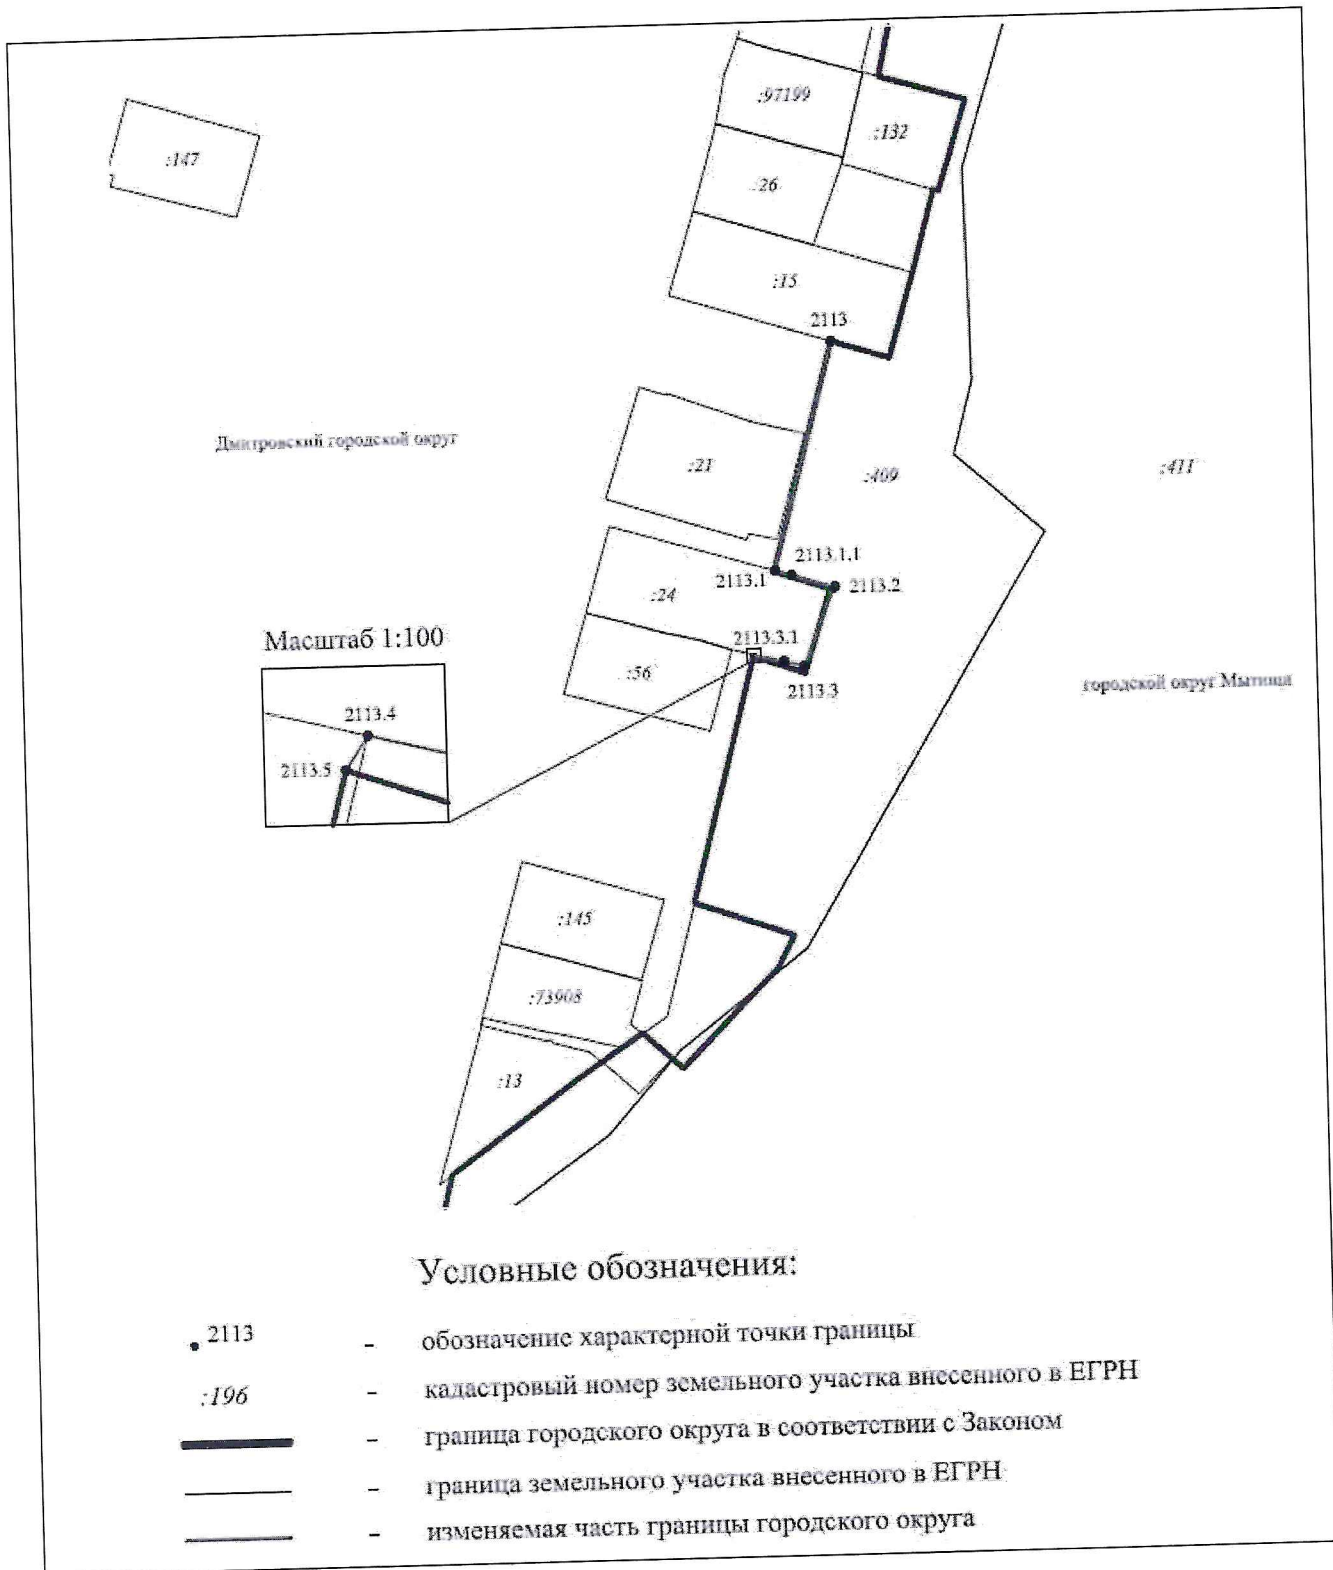 :97199
:132
:147
:26
:15
2113
Дмитровский городской округ
:21
:409
:411
2113.1.1
2113.1
2113.2
:24
Масштаб 1:100
2113.3.1
:56
2113.3
городской округ Мытищи
2113.4
2113.5
:145
:73908
:13
Условные обозначения:
2113 - обозначение характерной точки границы
:196 - кадастровый номер земельного участка внесенного в ЕГРН
- граница городского округа в соответствии с Законом
- граница земельного участка внесенного в ЕГРН
- изменяемая часть границы городского округа